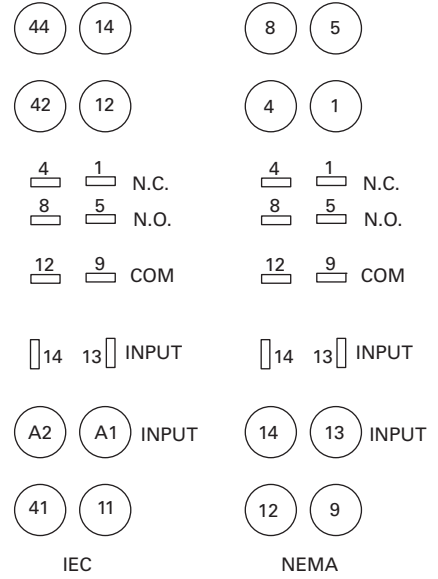 44 14 8 5
42 12 4 1
4 1 N.C. 4 1 N.C.
8 5 N.O. 8 5 N.O.
12 9 COM 12 9 COM
14 13 INPUT 14 13 INPUT
A2 A1 INPUT 14 13 INPUT
41 11 12 9
IEC NEMA